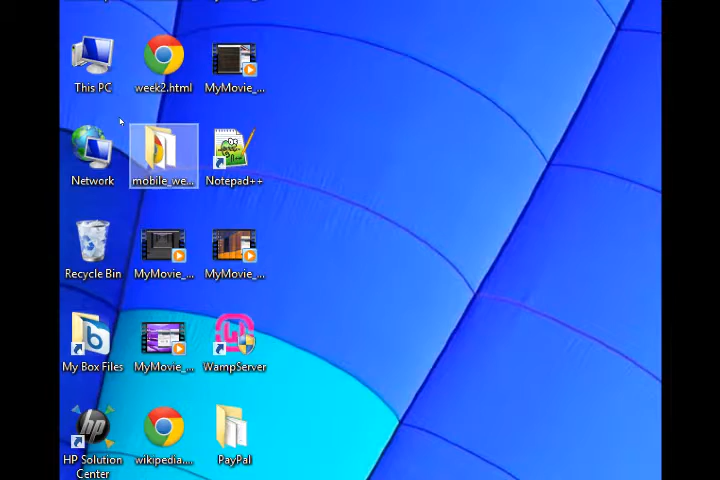 This PC
week2.html
MyMovie_...
Network
mobile_we...
Notepad++
Recycle Bin
MyMovie_...
MyMovie_...
My Box Files
MyMovie_...
WampServer
HP Solution
Center
wikipedia....
PayPal